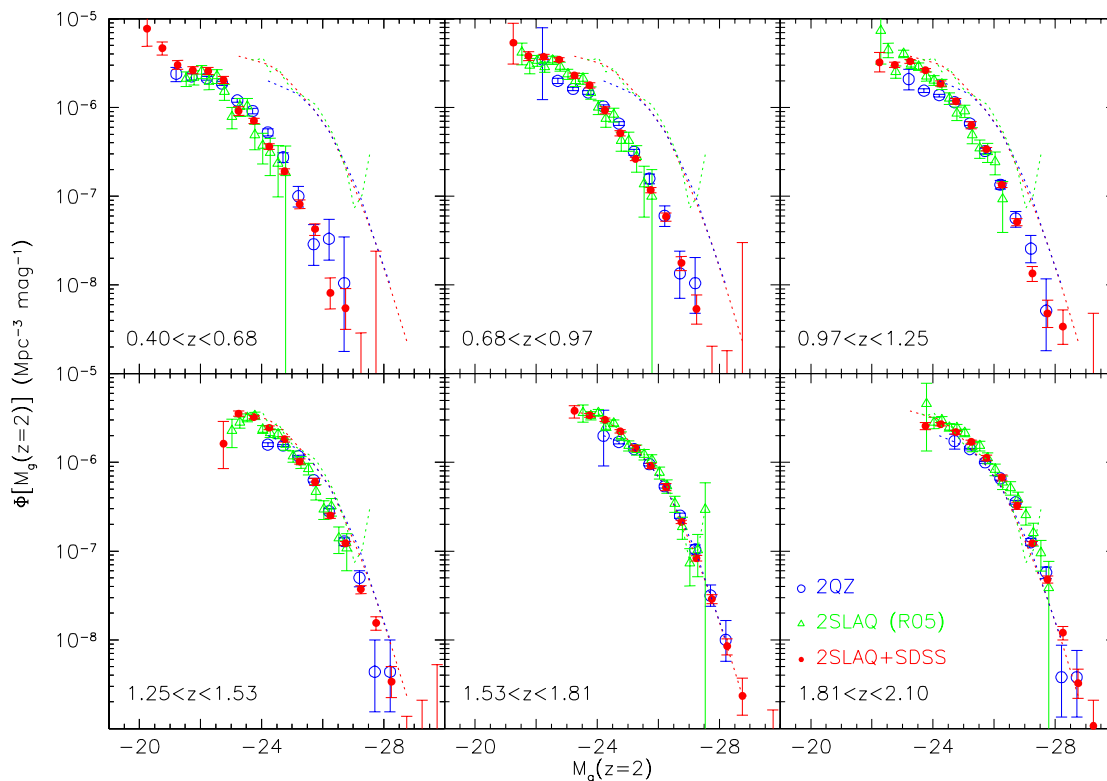 10⁻⁵
10⁻⁶
10⁻⁷
10⁻⁸
10⁻⁵
10⁻⁶
10⁻⁷
10⁻⁸
Φ[M_g(z=2)] (Mpc⁻³ mag⁻¹)
0.40<z<0.68
0.68<z<0.97
0.97<z<1.25
1.25<z<1.53
1.53<z<1.81
1.81<z<2.10
2QZ
2SLAQ (R05)
2SLAQ+SDSS
−20 −24 −28 −20 −24 −28 −20 −24 −28
M_g(z=2)